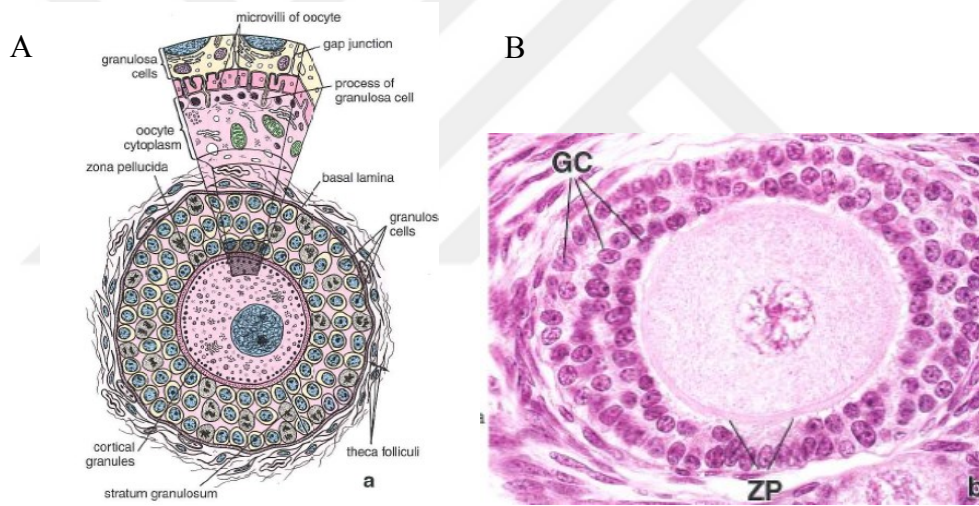 A
microvilli of oocyte
gap junction
granulosa
cells
process of
granulosa cell
oocyte
cytoplasm
zona pellucida
basal lamina
granulos
cells
cortical
granules
theca folliculi
stratum granulosum
a
B
GC
ZP
b